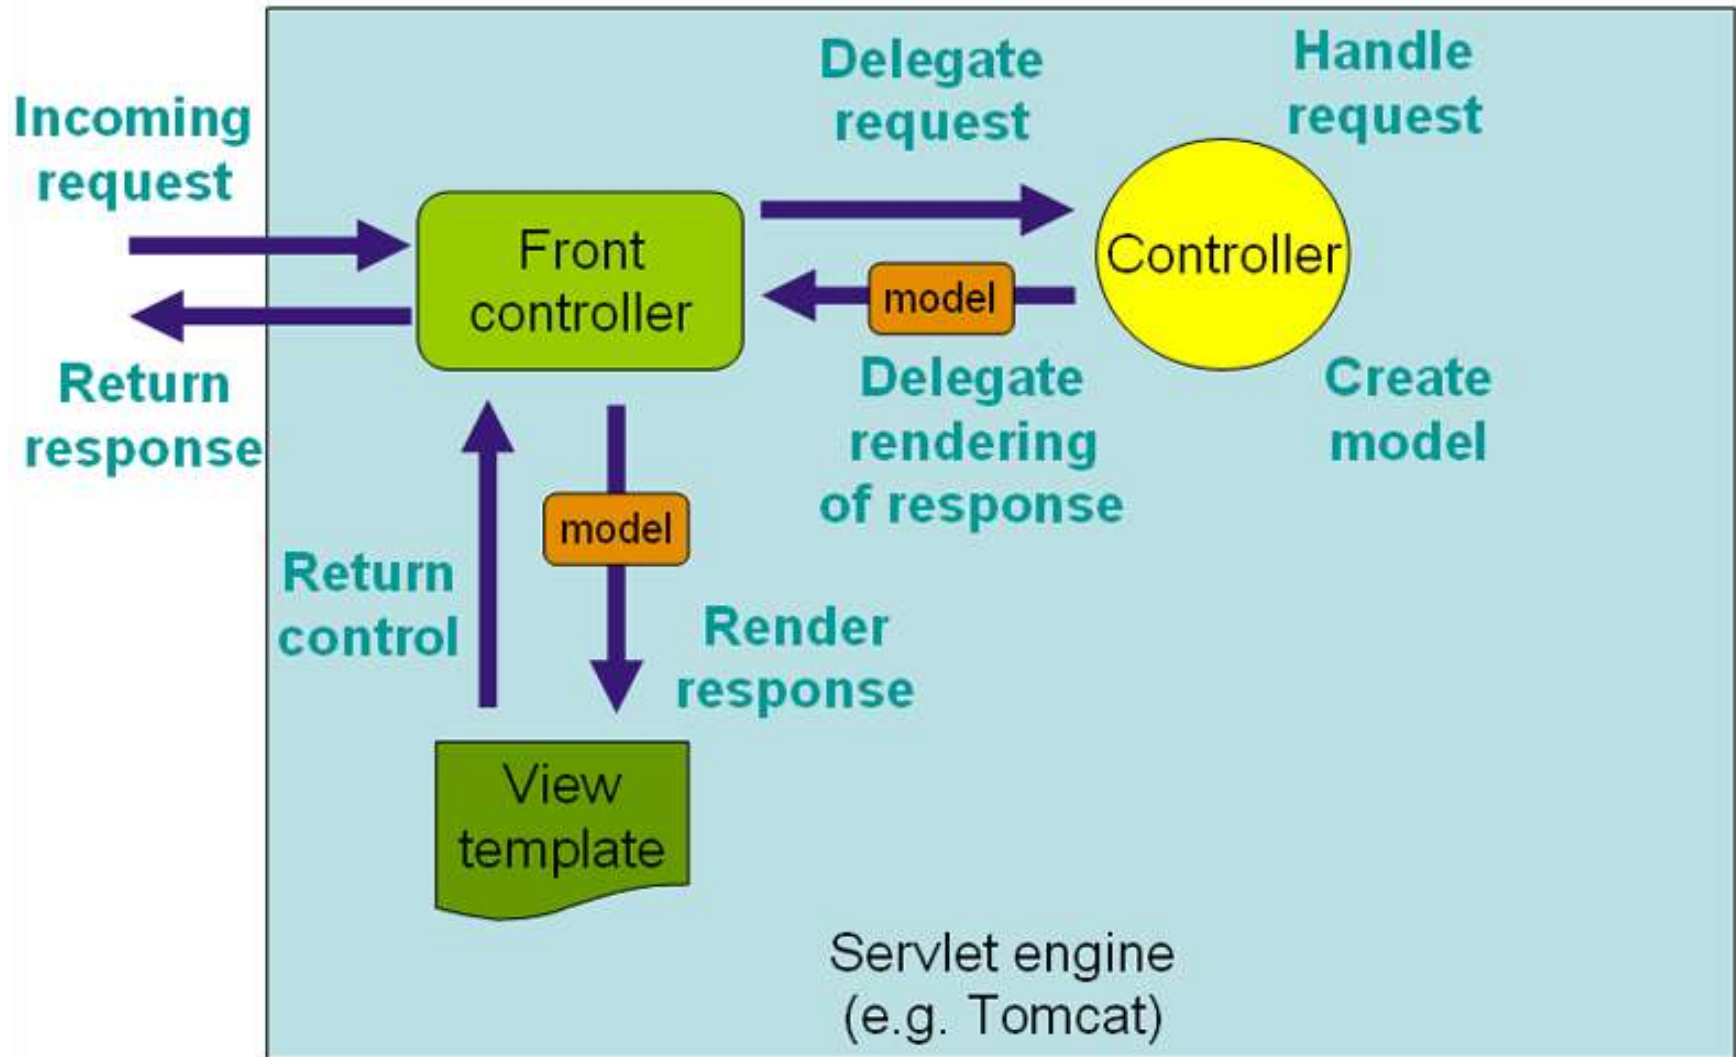 Incoming
request
Delegate
request
Handle
request
Front
controller
Controller
model
Return
response
Delegate
rendering
of response
Create
model
model
Return
control
Render
response
View
template
Servlet engine
(e.g. Tomcat)